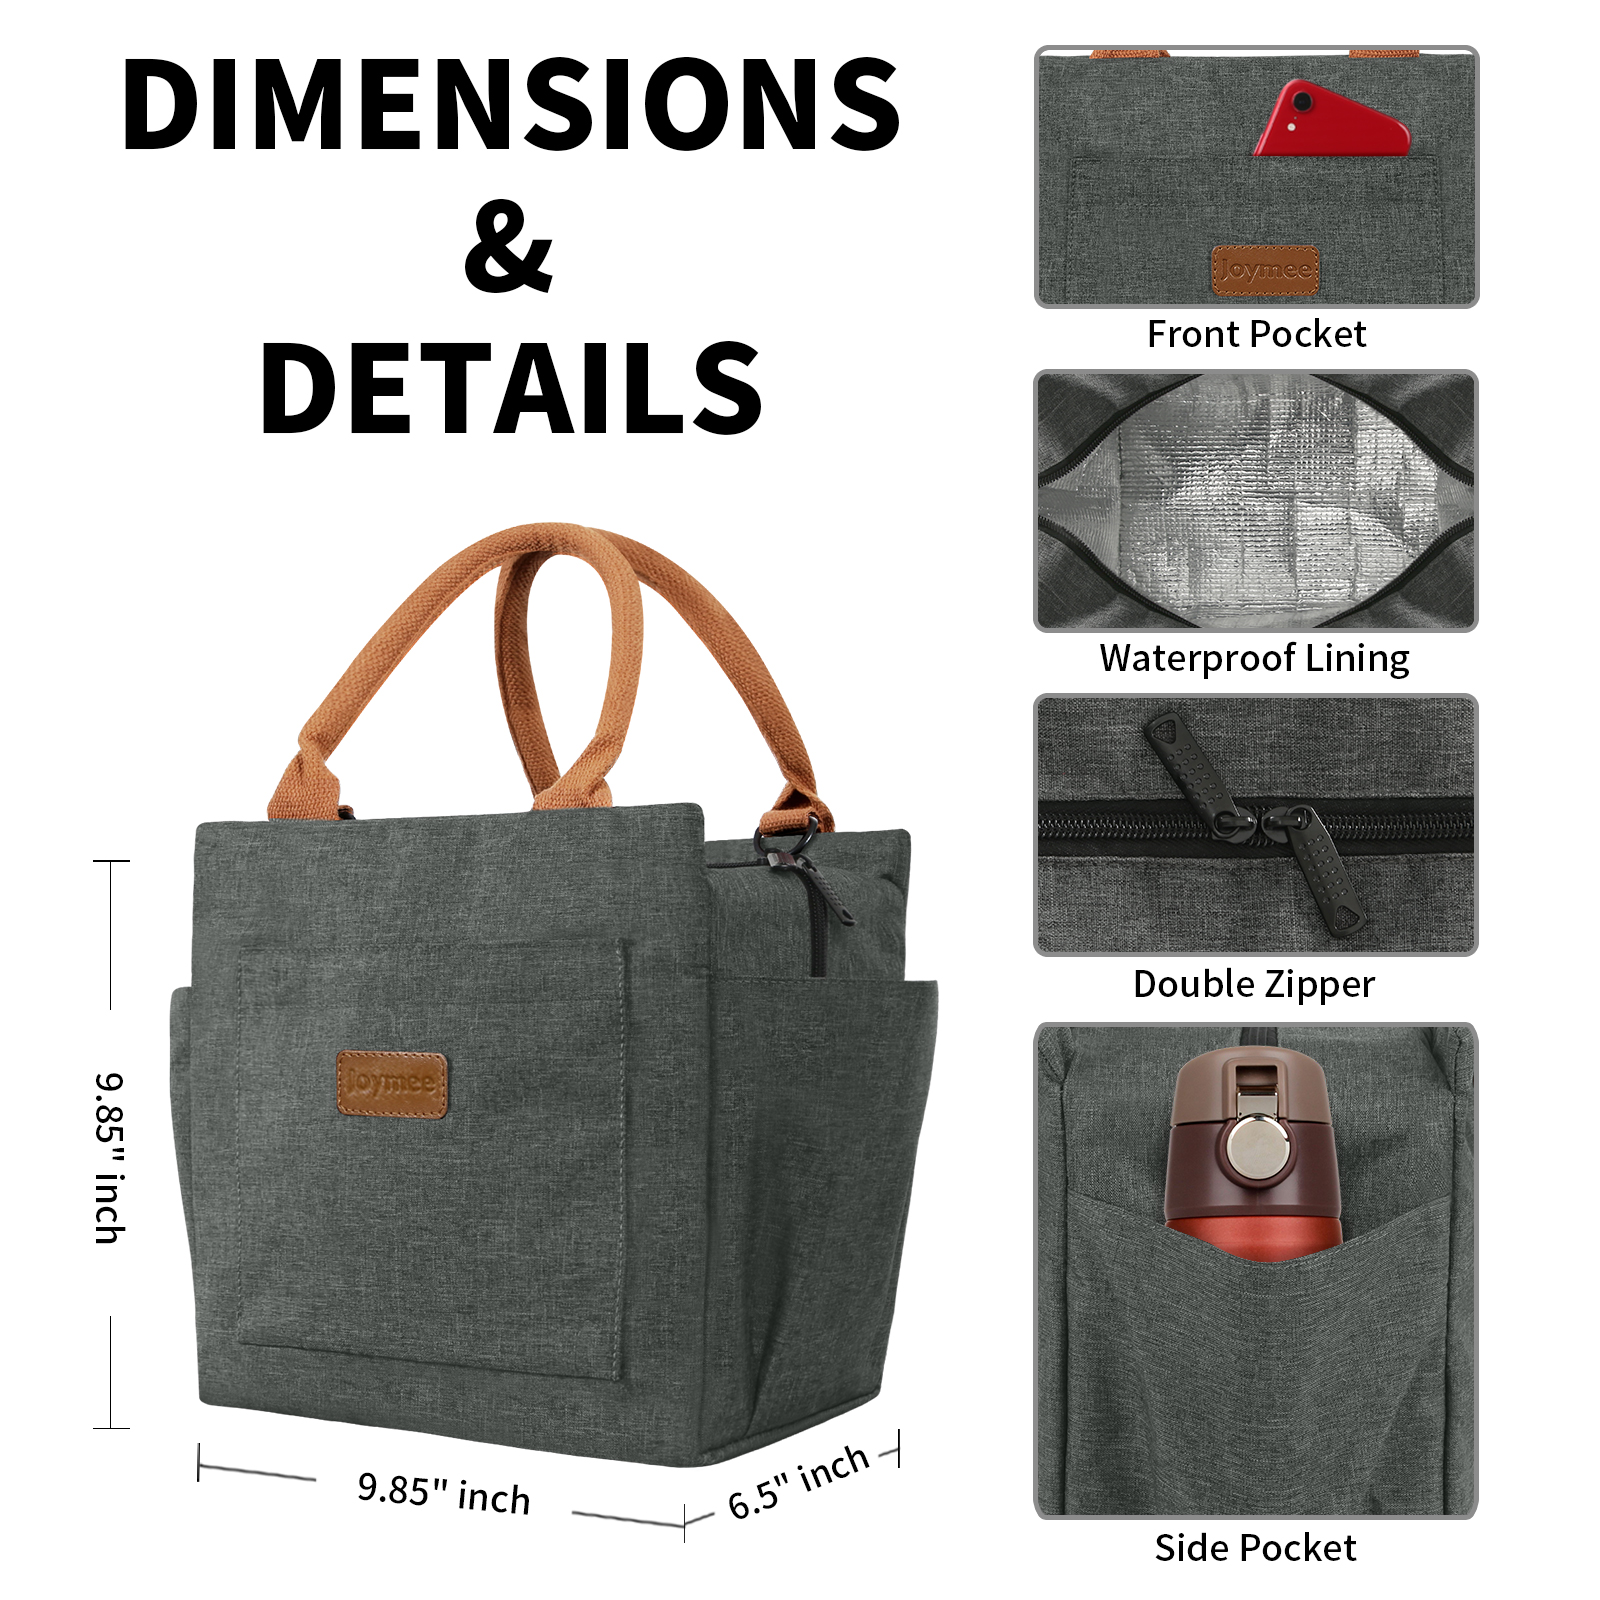 DIMENSIONS
&
DETAILS
Joymee
Front Pocket
Waterproof Lining
Double Zipper
Side Pocket
Joymee
9.85" inch
9.85" inch
6.5" inch